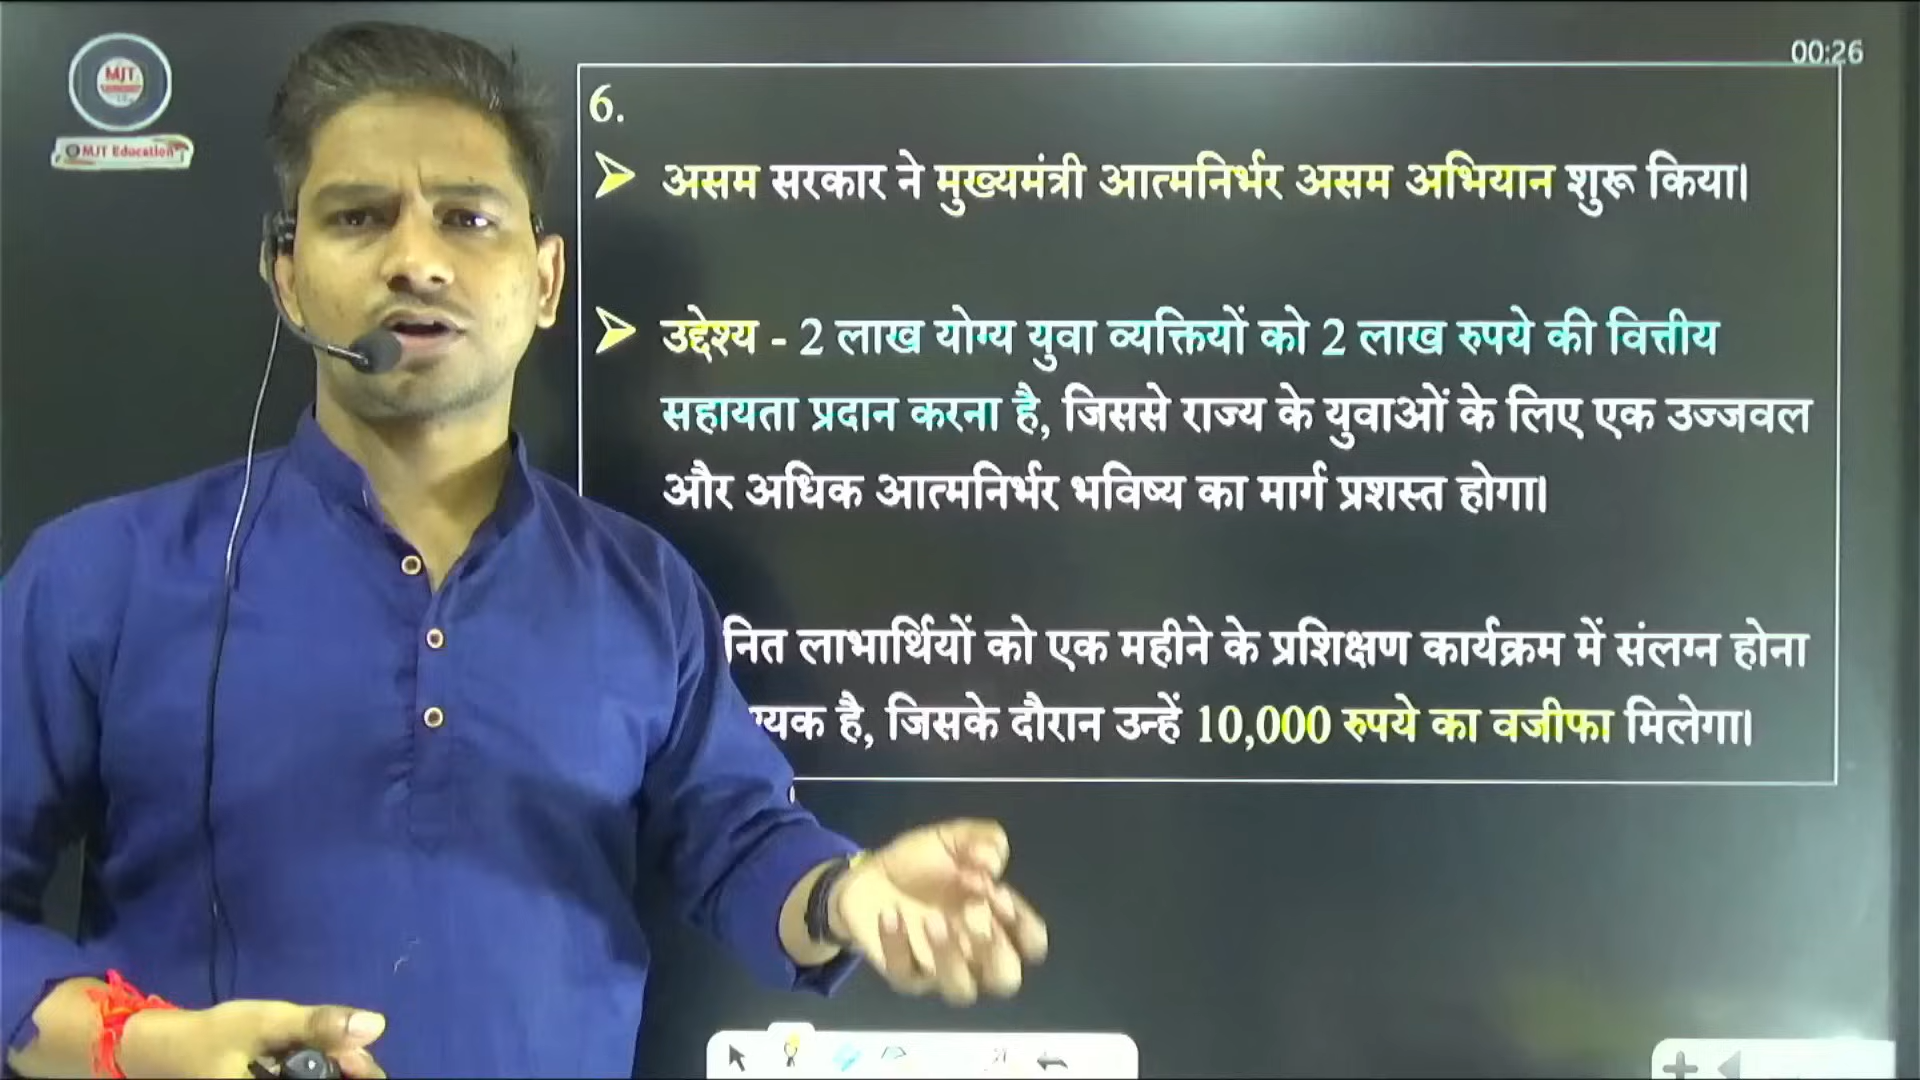 MJT
MJT Education
00:26
6.
असम सरकार ने मुख्यमंत्री आत्मनिर्भर असम अभियान शुरू किया।
उद्देश्य - 2 लाख योग्य युवा व्यक्तियों को 2 लाख रुपये की वित्तीय
सहायता प्रदान करना है, जिससे राज्य के युवाओं के लिए एक उज्जवल
और अधिक आत्मनिर्भर भविष्य का मार्ग प्रशस्त होगा।
लाभार्थियों को एक महीने के प्रशिक्षण कार्यक्रम में संलग्न होना
है, जिसके दौरान उन्हें 10,000 रुपये का वजीफा मिलेगा।